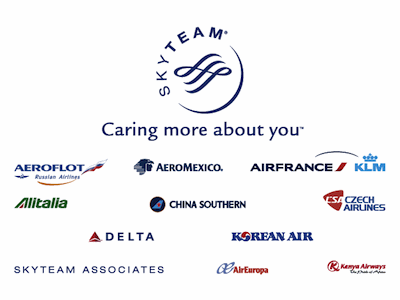 SKYTEAM®
Caring more about you™
AEROFLOT
Russian Airlines
AEROMEXICO.
AIRFRANCE KLM
Alitalia
CHINA SOUTHERN
CSA CZECH
AIRLINES
DELTA
KOREAN AIR
SKYTEAM ASSOCIATES
AirEuropa
Kenya Airways
The Pride of Africa